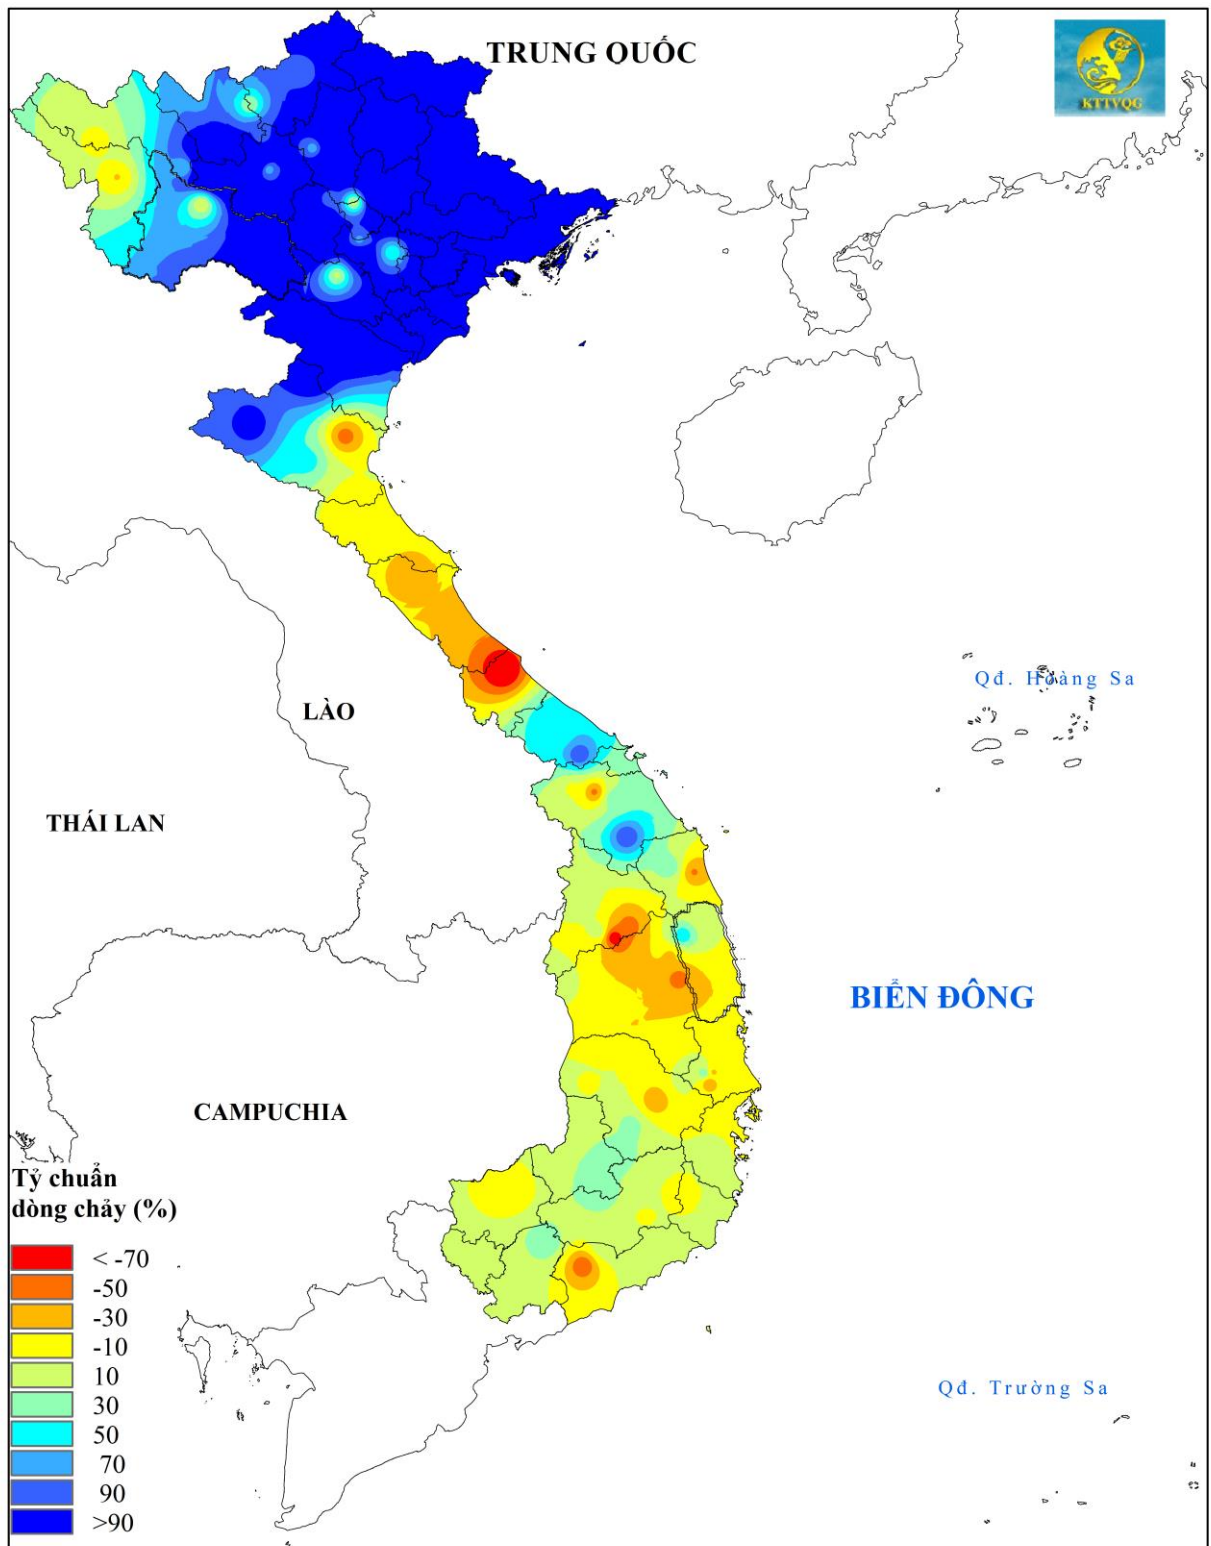 TRUNG QUỐC
KTTVQG
Qđ. Hoàng Sa
LÀO
THÁI LAN
BIỂN ĐÔNG
CAMPUCHIA
Tỷ chuẩn
dòng chảy (%)
< -70
-50
-30
-10
10
30
50
70
90
>90
Qđ. Trường Sa